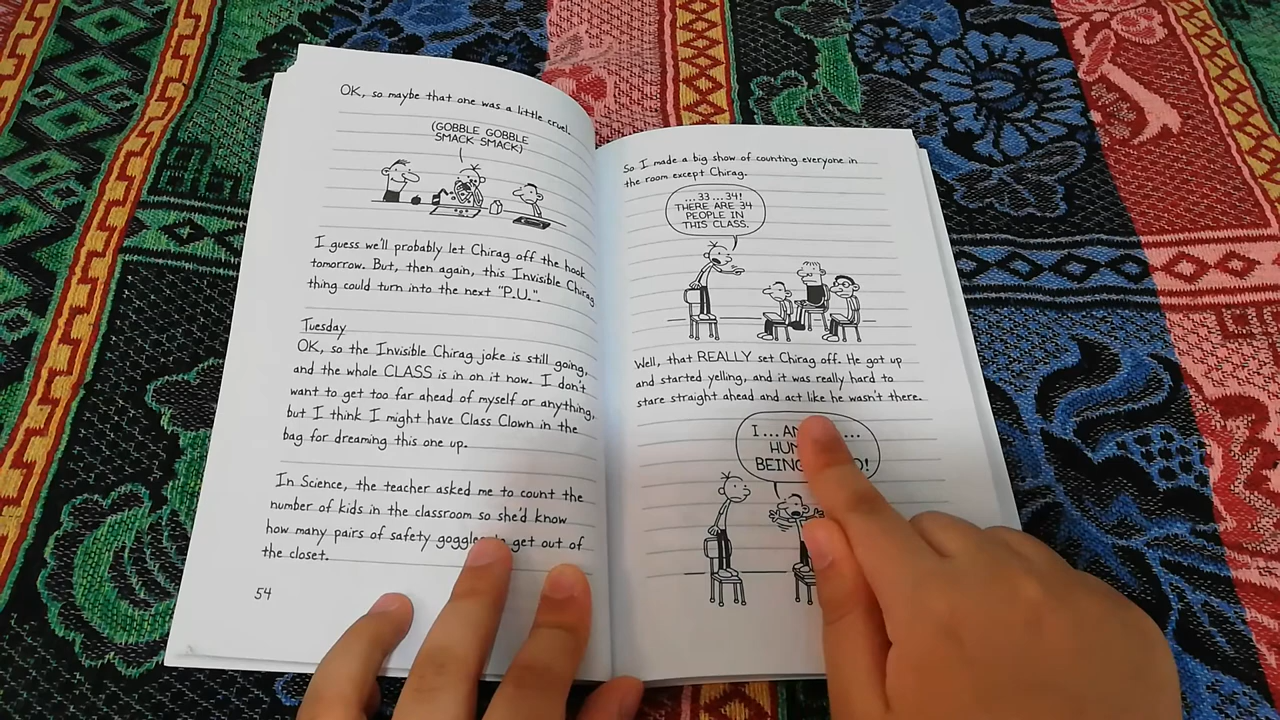 OK, so maybe that one was a little cruel.
(GOBBLE GOBBLE
SMACK SMACK)
I guess we'll probably let Chirag off the hook
tomorrow. But, then again, this Invisible Chirag
thing could turn into the next "P.U.".
Tuesday
OK, so the Invisible Chirag joke is still going,
and the whole CLASS is in on it now. I don't
want to get too far ahead of myself or anything,
but I think I might have Class Clown in the
bag for dreaming this one up.
In Science, the teacher asked me to count the
number of kids in the classroom so she'd know
how many pairs of safety goggles get out of
the closet.
54
So I made a big show of counting everyone in
the room except Chirag.
...33...34!
THERE ARE 34
PEOPLE IN
THIS CLASS.
Well, that REALLY set Chirag off. He got up
and started yelling, and it was really hard to
stare straight ahead and act like he wasn't there.
I...
BEING